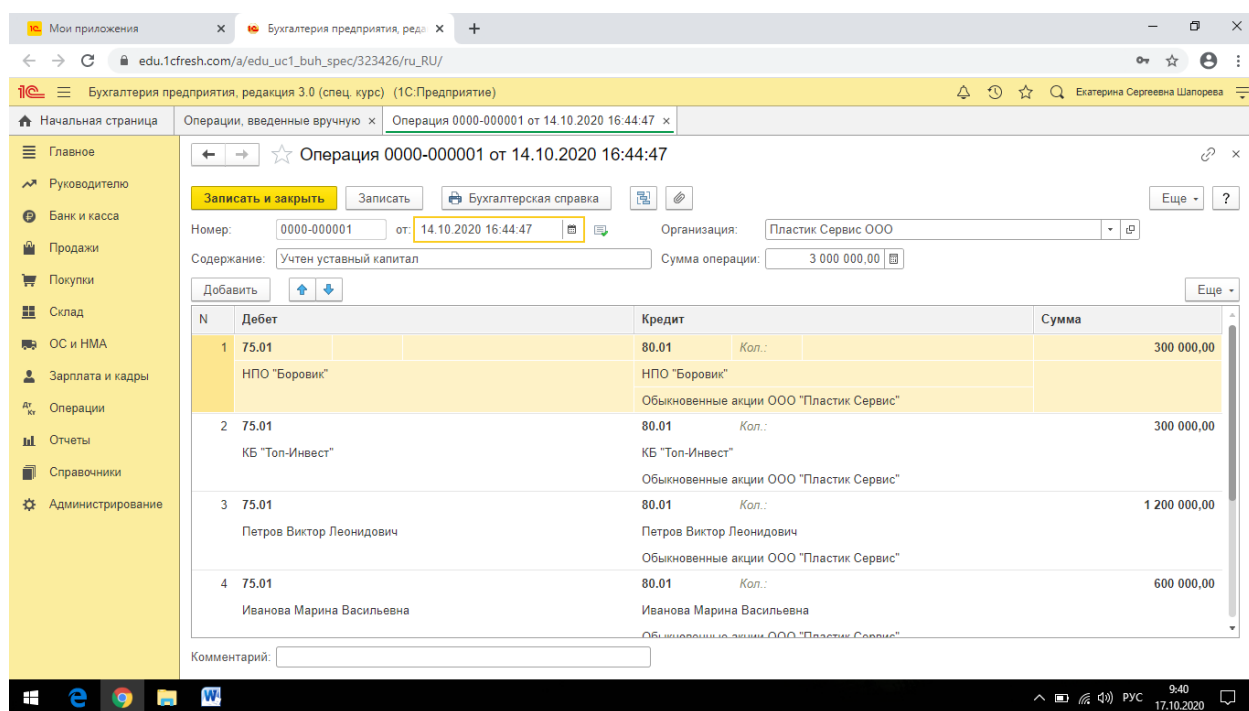 Мои приложения × Бухгалтерия предприятия, реда × +
edu.1cfresh.com/a/edu_uc1_buh_spec/323426/ru_RU/
Бухгалтерия предприятия, редакция 3.0 (спец. курс) (1С:Предприятие) Екатерина Сергеевна Шапорева
Начальная страница Операции, введенные вручную × Операция 0000-000001 от 14.10.2020 16:44:47 ×
Главное
Руководителю
Банк и касса
Продажи
Покупки
Склад
ОС и НМА
Зарплата и кадры
Операции
Отчеты
Справочники
Администрирование
Операция 0000-000001 от 14.10.2020 16:44:47
Записать и закрыть Записать Бухгалтерская справка Еще ?
Номер: 0000-000001 от: 14.10.2020 16:44:47 Организация: Пластик Сервис ООО
Содержание: Учтен уставный капитал Сумма операции: 3 000 000,00
Добавить Еще
N Дебет Кредит Сумма
1 75.01 80.01 Кол.: 300 000,00
НПО "Боровик" НПО "Боровик"
Обыкновенные акции ООО "Пластик Сервис"
2 75.01 80.01 Кол.: 300 000,00
КБ "Топ-Инвест" КБ "Топ-Инвест"
Обыкновенные акции ООО "Пластик Сервис"
3 75.01 80.01 Кол.: 1 200 000,00
Петров Виктор Леонидович Петров Виктор Леонидович
Обыкновенные акции ООО "Пластик Сервис"
4 75.01 80.01 Кол.: 600 000,00
Иванова Марина Васильевна Иванова Марина Васильевна
Обыкновенные акции ООО "Пластик Сервис"
Комментарий:
РУС 9:40
17.10.2020